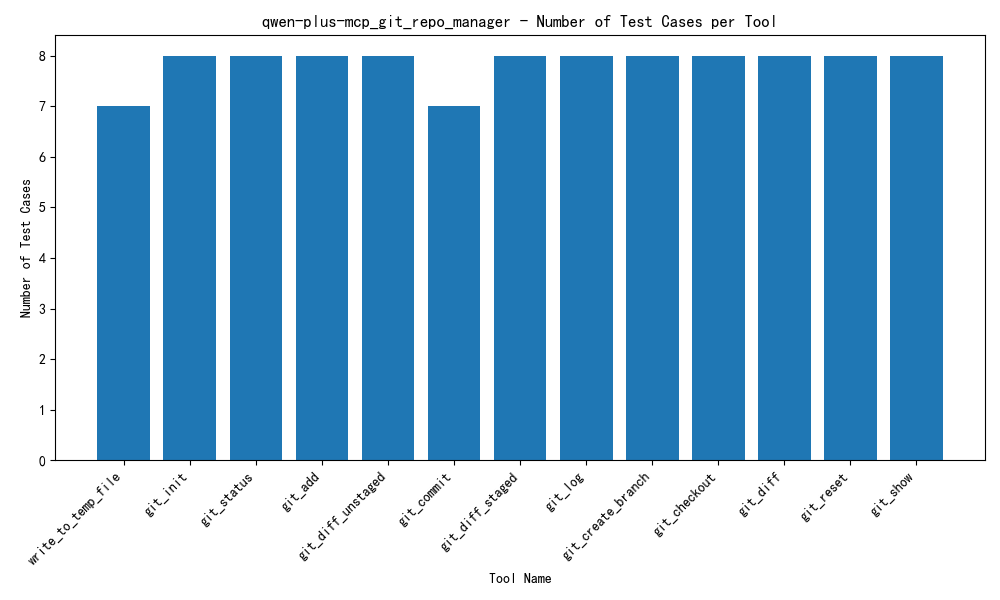 qwen-plus-mcp_git_repo_manager - Number of Test Cases per Tool
Number of Test Cases
8
7
6
5
4
3
2
1
0
write_to_temp_file
git_init
git_status
git_add
git_diff_unstaged
git_commit
git_diff_staged
git_log
git_create_branch
git_checkout
git_diff
git_reset
git_show
Tool Name